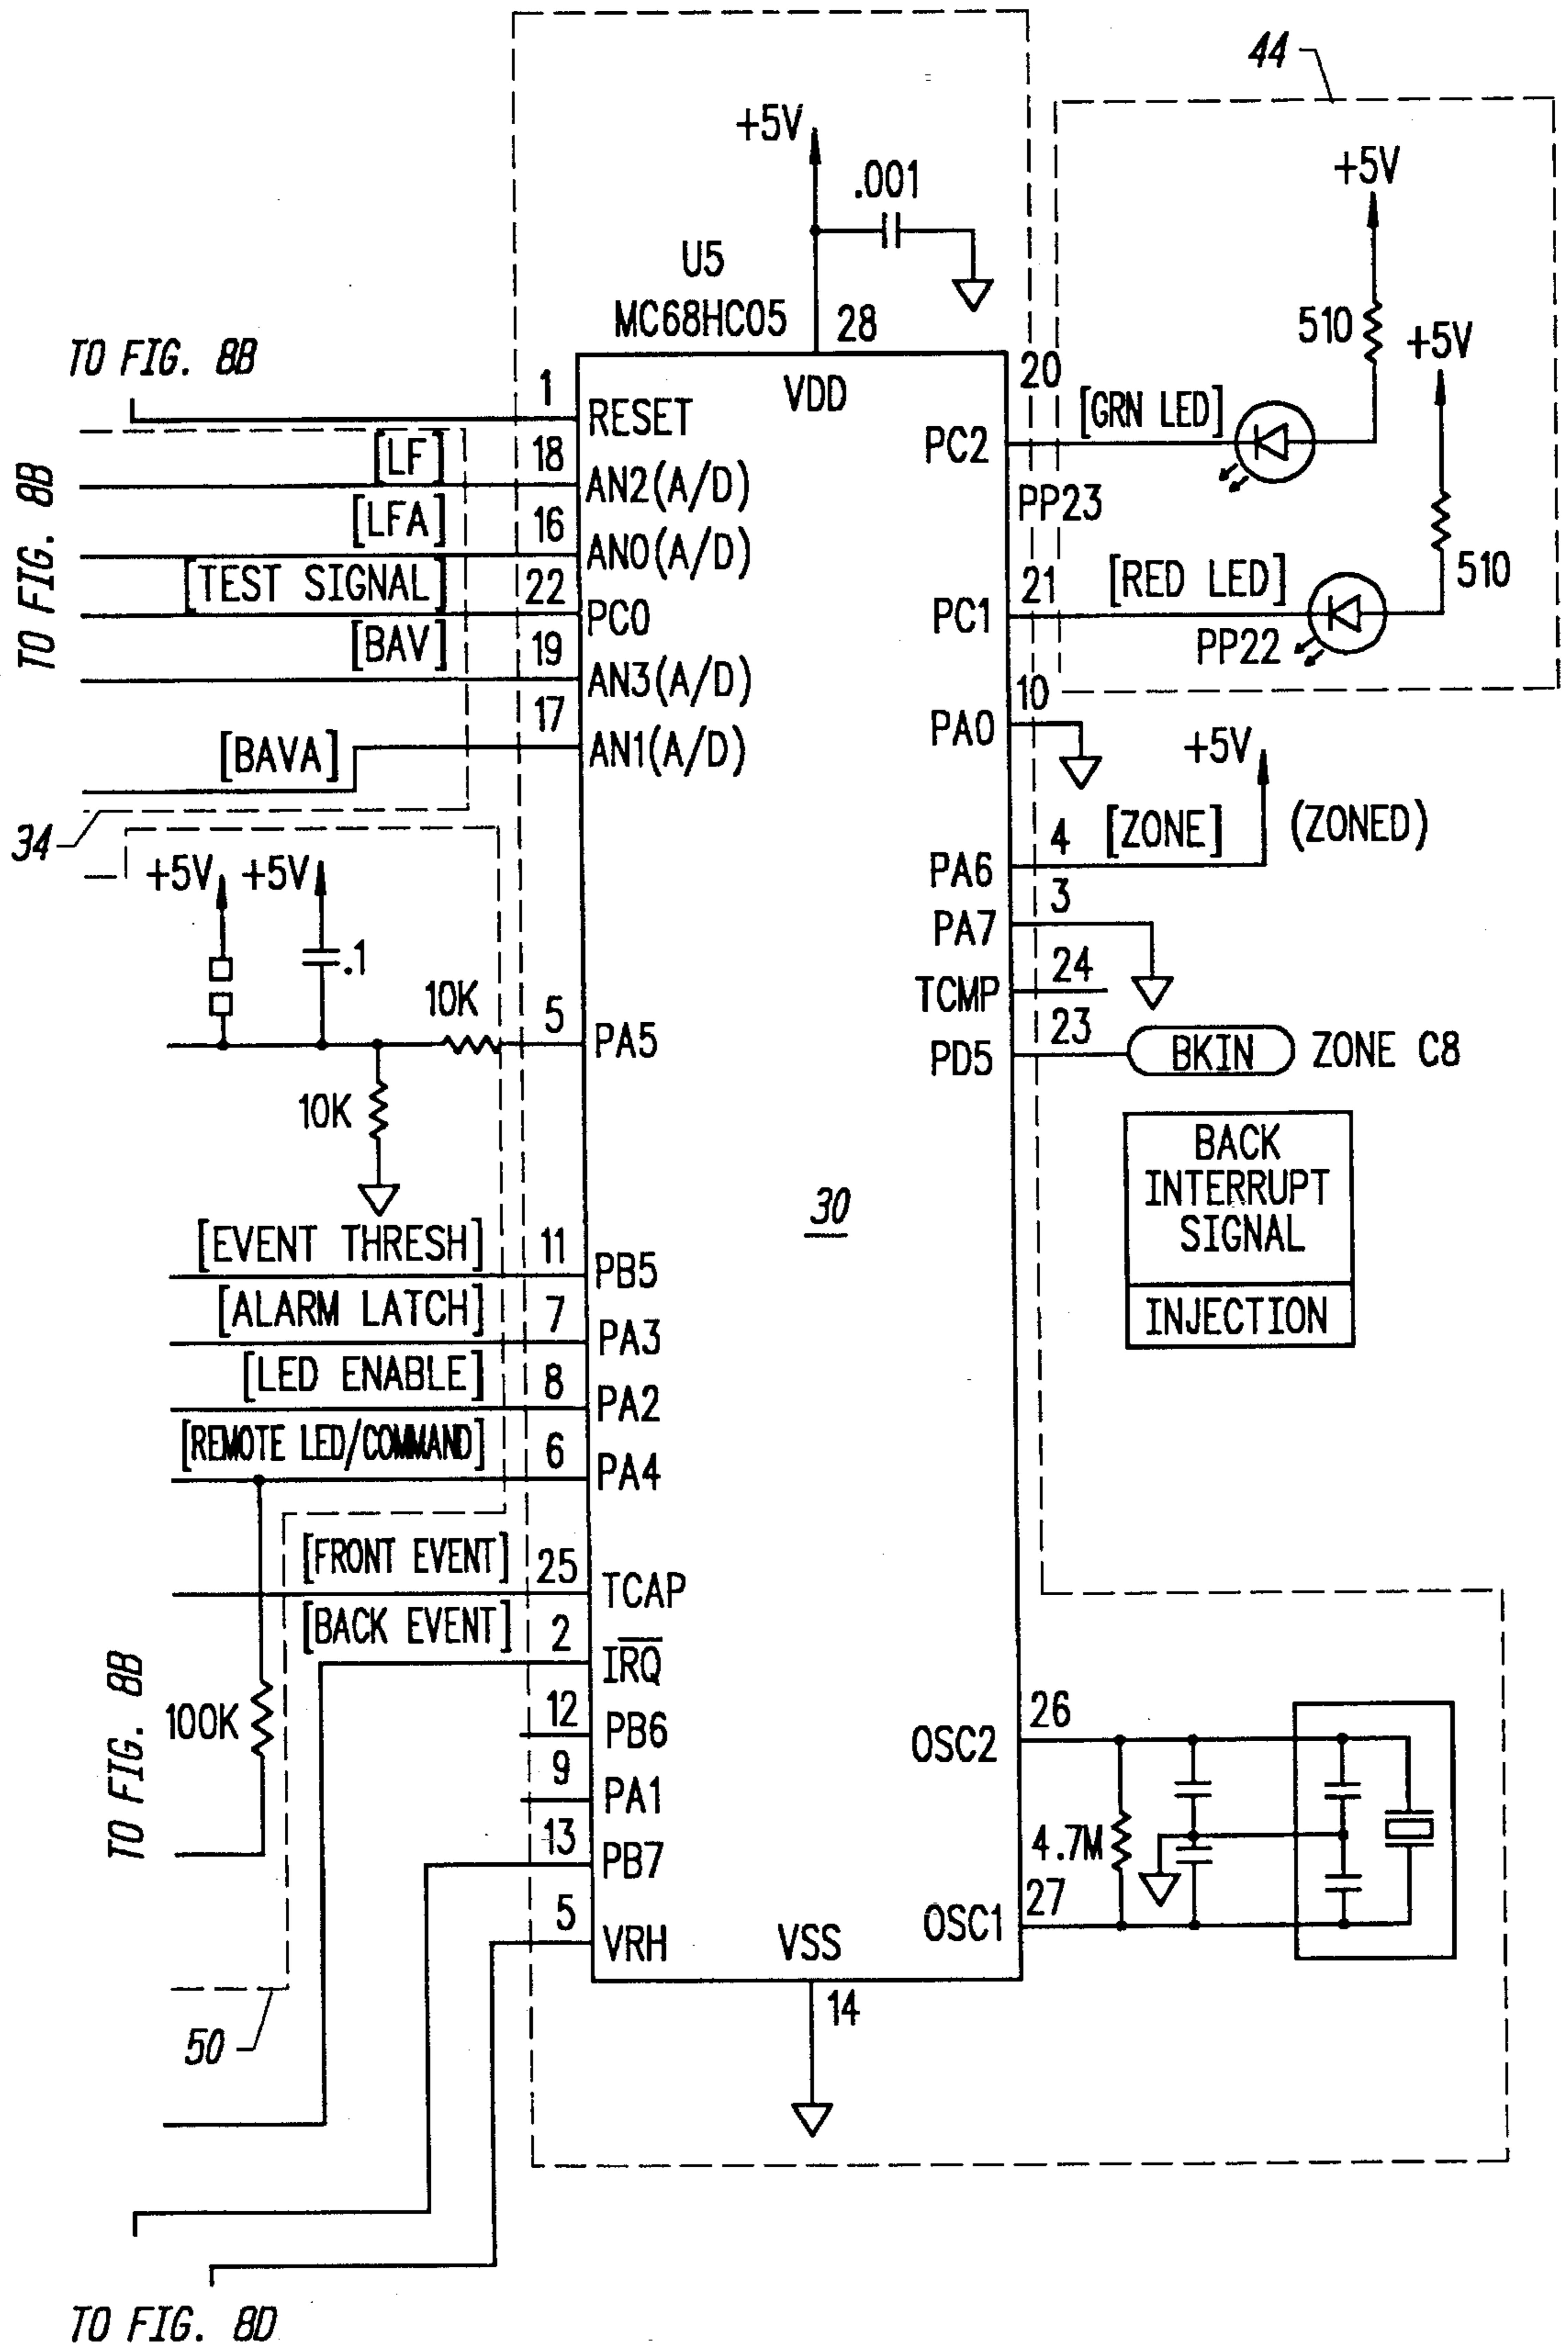 44
+5V
.001
+5V
U5
MC68HC05
28
510
+5V
TO FIG. 8B
1
RESET
VDD
20
[GRN LED]
PC2
[LF]
18
AN2(A/D)
PP23
TO FIG. 8B
[LFA]
16
AN0(A/D)
510
[TEST SIGNAL]
22
PC0
21
[RED LED]
PC1
PP22
[BAV]
19
AN3(A/D)
17
10
[BAVA]
AN1(A/D)
PA0
+5V
34
4
[ZONE]
(ZONED)
PA6
+5V
+5V
3
PA7
.1
24
TCMP
10K
5
PA5
23
PD5
BKIN
ZONE C8
10K
BACK
INTERRUPT
SIGNAL
INJECTION
30
[EVENT THRESH]
11
PB5
[ALARM LATCH]
7
PA3
[LED ENABLE]
8
PA2
[REMOTE LED/COMMAND]
6
PA4
[FRONT EVENT]
25
TCAP
[BACK EVENT]
2
IRQ
TO FIG. 8B
100K
12
PB6
26
OSC2
9
PA1
13
PB7
4.7M
27
OSC1
5
VRH
VSS
14
50
TO FIG. 8D